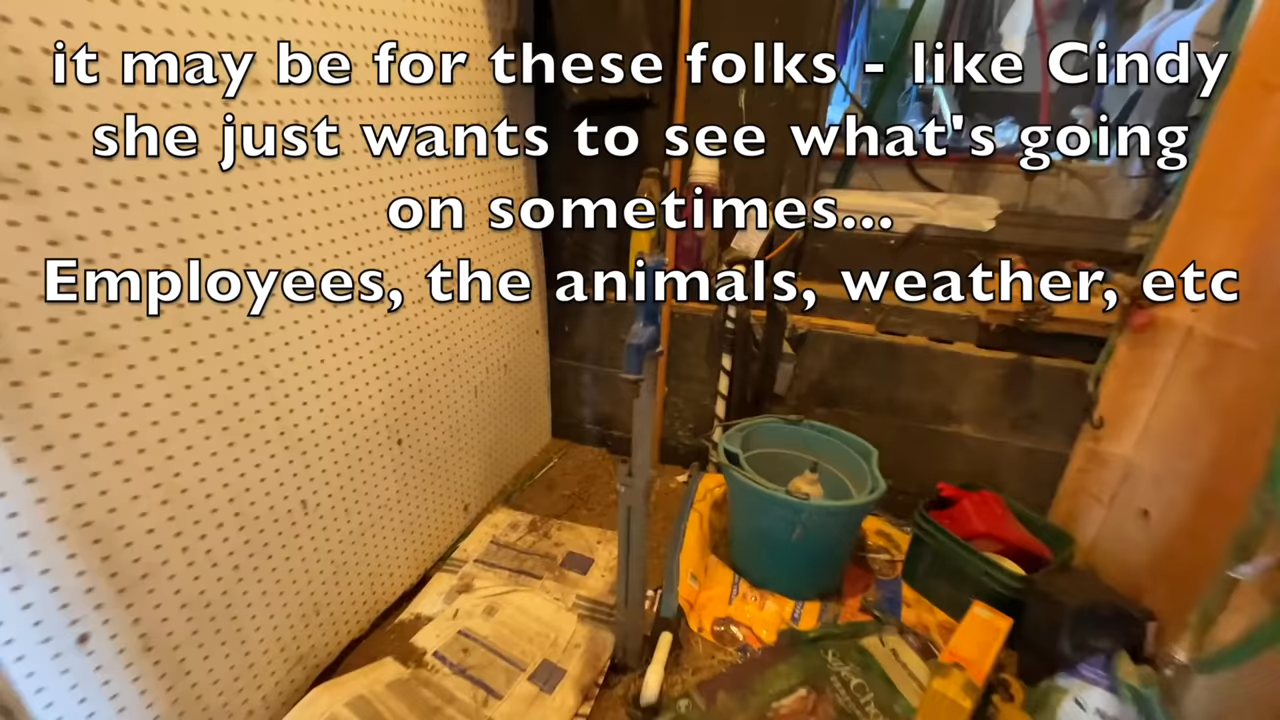 it may be for these folks - like Cindy
she just wants to see what's going
on sometimes...
Employees, the animals, weather, etc